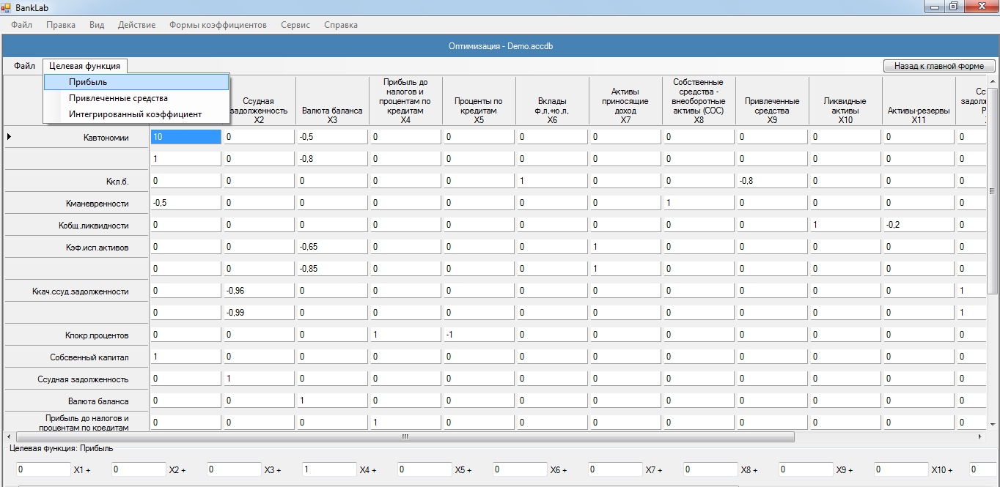 BankLab
Файл Правка Вид Действие Формы коэффициентов Сервис Справка
Оптимизация - Demo.accdb
Файл Целевая функция Назад к главной форме
Прибыль
Привлеченные средства
Интегрированный коэффициент
Ссудная
задолженность
X2
Валюта баланса
X3
Прибыль до
налогов и
процентам по
кредитам
X4
Проценты по
кредитам
X5
Вклады
ф,л,+ю,л,
X6
Активы
приносящие
доход
X7
Собственные
средства -
внеоборотные
активы (СОС)
X8
Привлеченные
средства
X9
Ликвидные
активы
X10
Активы-резервы
X11
Кавтономии 10 0 -0,5 0 0 0 0 0 0 0 0 0
1 0 -0,8 0 0 0 0 0 0 0 0 0
Ккл.б. 0 0 0 0 0 1 0 0 -0,8 0 0 0
Кманевренности -0,5 0 0 0 0 0 0 1 0 0 0 0
Кобщ.ликвидности 0 0 0 0 0 0 0 0 0 1 -0,2 0
Кэф.исп.активов 0 0 -0,65 0 0 0 1 0 0 0 0 0
0 0 -0,85 0 0 0 1 0 0 0 0 0
Ккач.ссуд.задолженности 0 -0,96 0 0 0 0 0 0 0 0 0 1
0 -0,99 0 0 0 0 0 0 0 0 0 1
Кпокр.процентов 0 0 0 1 -1 0 0 0 0 0 0 0
Собсвенный капитал 1 0 0 0 0 0 0 0 0 0 0 0
Ссудная задолженность 0 1 0 0 0 0 0 0 0 0 0 0
Валюта баланса 0 0 1 0 0 0 0 0 0 0 0 0
Прибыль до налогов и
процентам по кредитам 0 0 0 1 0 0 0 0 0 0 0 0
Целевая функция: Прибыль
0 X1 + 0 X2 + 0 X3 + 1 X4 + 0 X5 + 0 X6 + 0 X7 + 0 X8 + 0 X9 + 0 X10 + 0